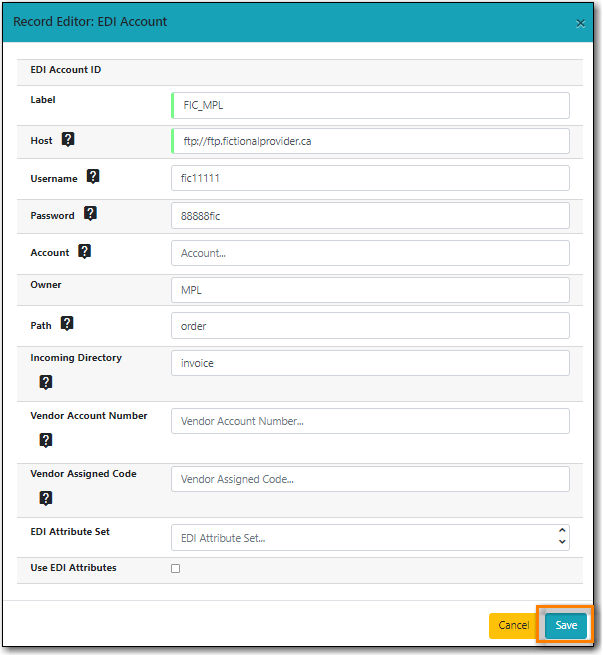 Record Editor: EDI Account ×
EDI Account ID
Label FIC_MPL
Host ? ftp://ftp.fictionalprovider.ca
Username ? fic11111
Password ? 88888fic
Account ? Account...
Owner MPL
Path ? order
Incoming Directory invoice
?
Vendor Account Number Vendor Account Number...
?
Vendor Assigned Code Vendor Assigned Code...
?
EDI Attribute Set EDI Attribute Set...
Use EDI Attributes
Cancel Save